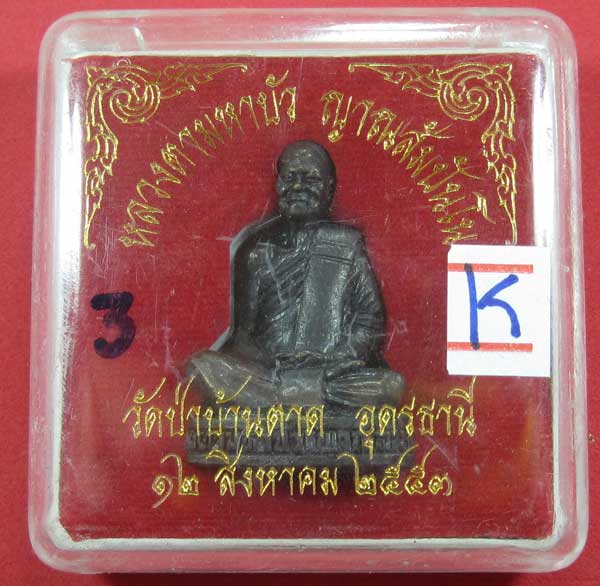 หลวงตามหาบัว ญาณสัมปันโน
3
K
วัดป่าบ้านตาด อุดรธานี
๑๒ สิงหาคม ๒๕๕๓